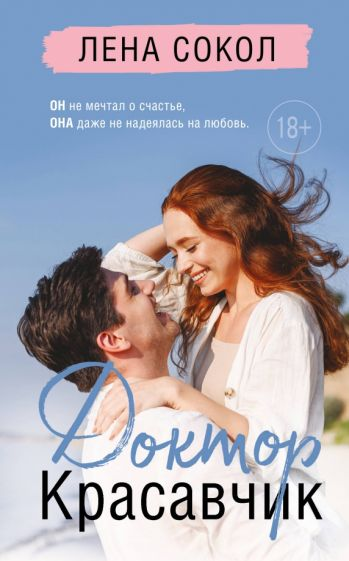 ЛЕНА СОКОЛ
ОН не мечтал о счастье,
ОНА даже не надеялась на любовь.
18+
Доктор
Красавчик